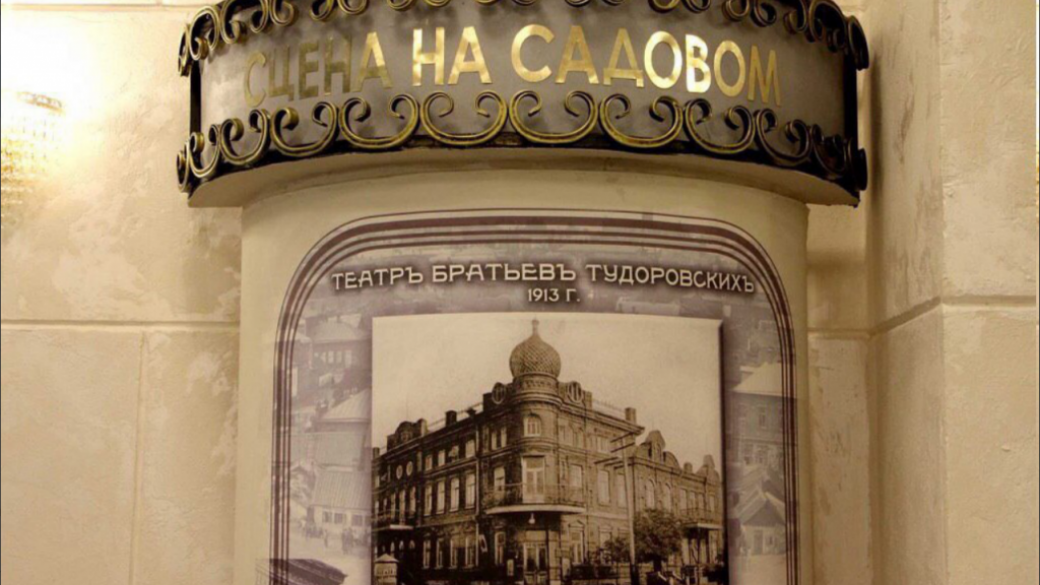 СЦЕНА НА САДОВОМ
ТЕАТРЪ БРАТЬЕВЪ ТУДОРОВСКИХЪ
1913 Г.